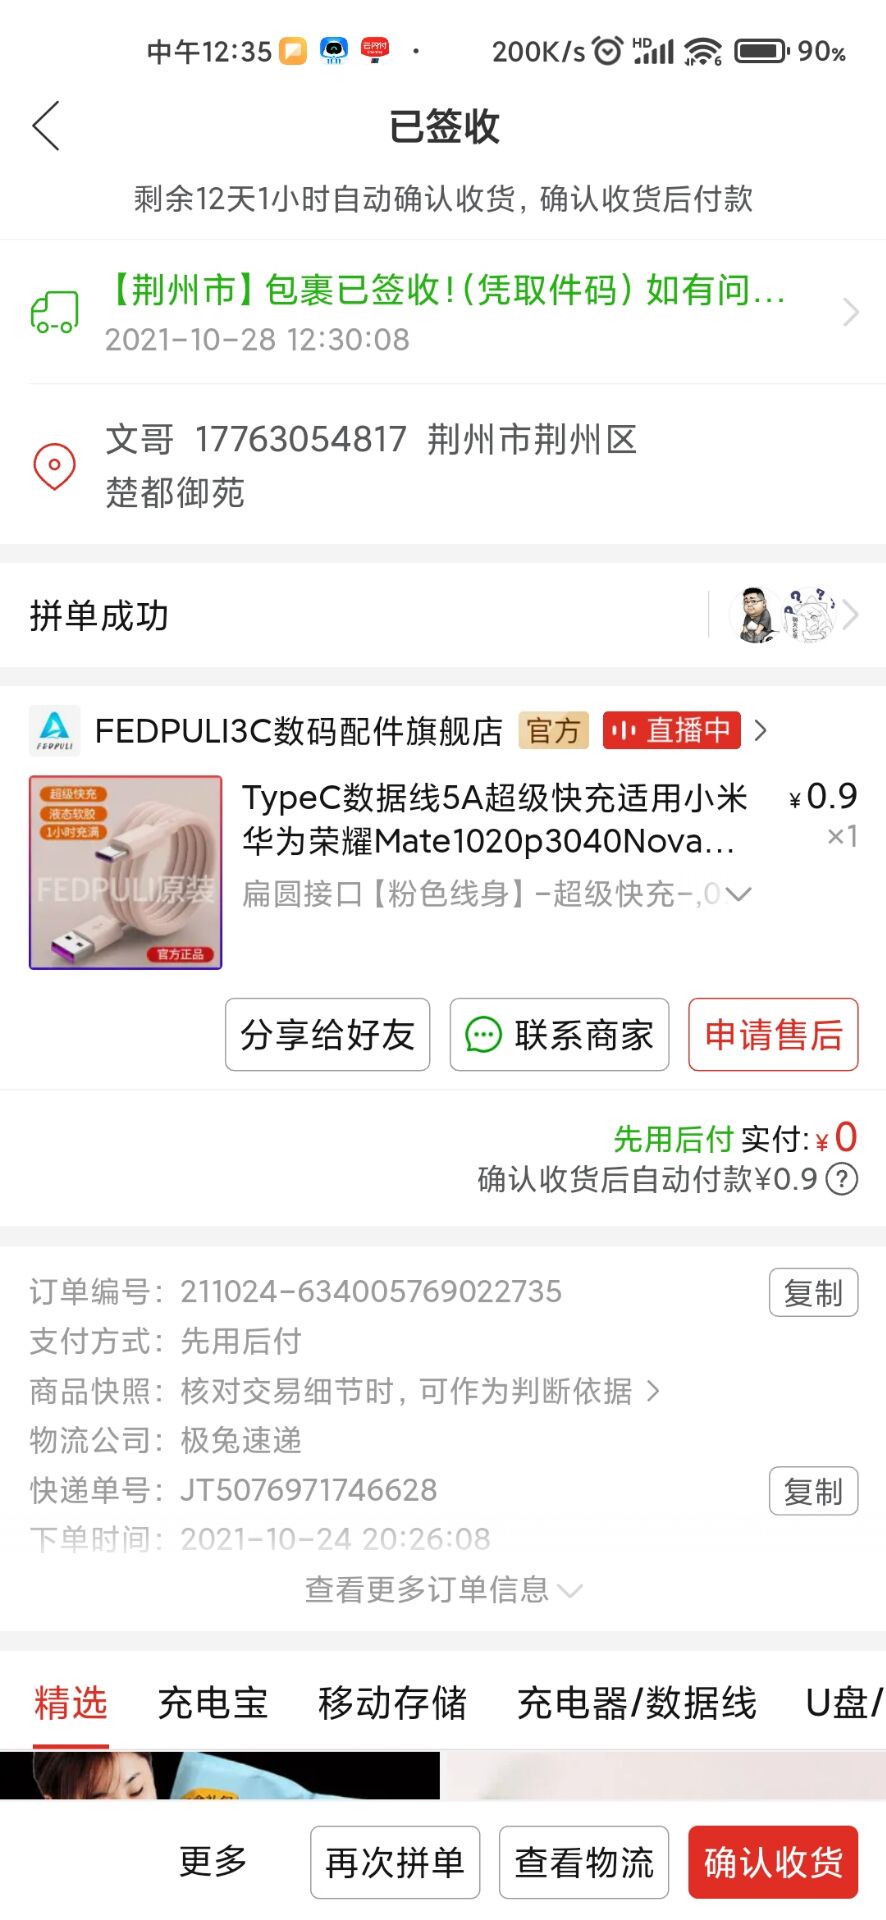 中午12:35
200K/s HD 6 90%
已签收
剩余12天1小时自动确认收货, 确认收货后付款
【荆州市】包裹已签收!(凭取件码) 如有问...
2021-10-28 12:30:08
文哥 17763054817 荆州市荆州区
楚都御苑
拼单成功
FEDPULI
FEDPULI3C数码配件旗舰店 官方 直播中
超级快充
液态软胶
1小时充满
FEDPULI原装
官方正品
TypeC数据线5A超级快充适用小米 ¥0.9
华为荣耀Mate1020p3040Nova... ×1
扁圆接口【粉色线身】-超级快充-,0
分享给好友 联系商家 申请售后
先用后付 实付: ¥0
确认收货后自动付款¥0.9 ?
订单编号: 211024-634005769022735 复制
支付方式: 先用后付
商品快照: 核对交易细节时, 可作为判断依据
物流公司: 极兔速递
快递单号: JT5076971746628 复制
下单时间: 2021-10-24 20:26:08
查看更多订单信息
精选 充电宝 移动存储 充电器/数据线 U盘/
更多 再次拼单 查看物流 确认收货